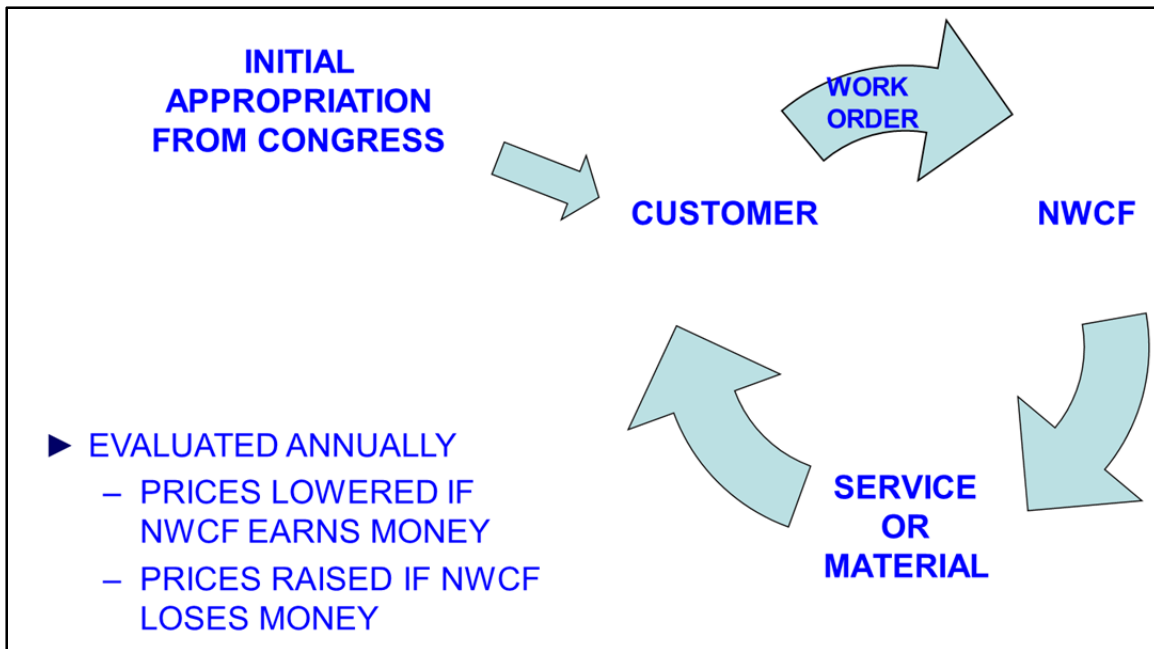 INITIAL
APPROPRIATION
FROM CONGRESS
WORK
ORDER
CUSTOMER
NWCF
SERVICE
OR
MATERIAL
► EVALUATED ANNUALLY
– PRICES LOWERED IF
NWCF EARNS MONEY
– PRICES RAISED IF NWCF
LOSES MONEY